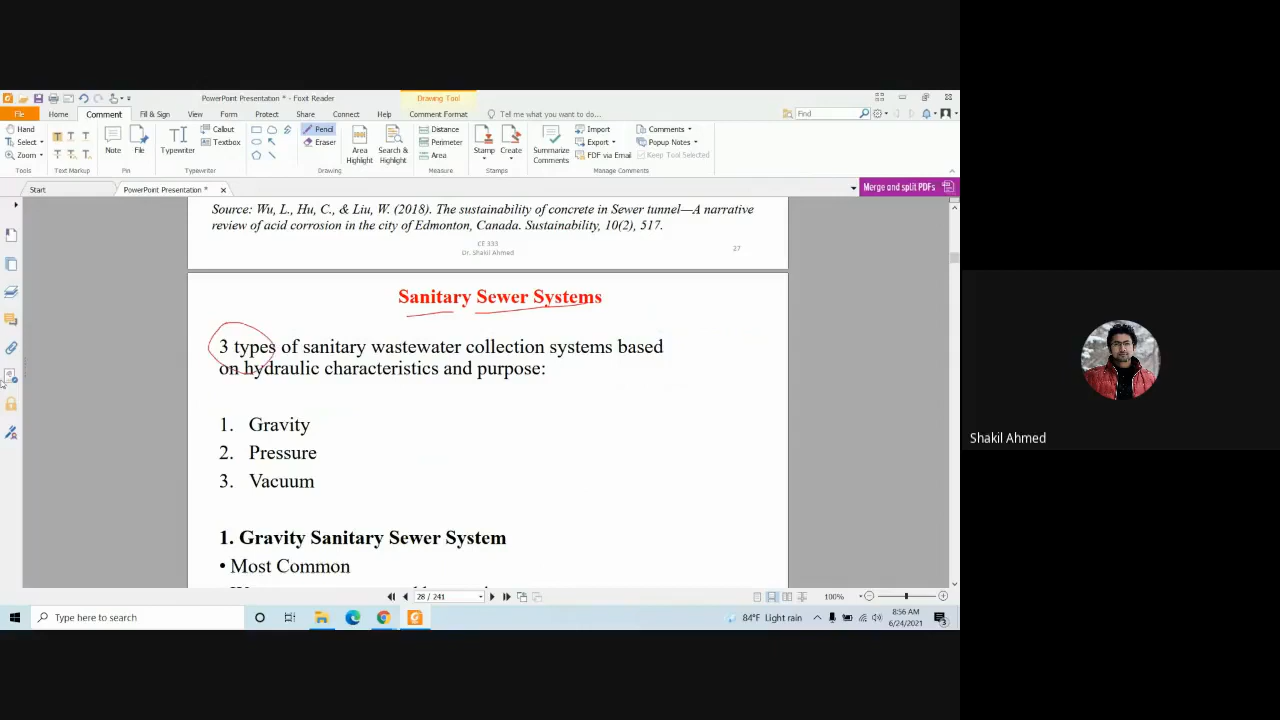 PowerPoint Presentation * - Foxit Reader
Drawing Tool
File Home Comment Fill & Sign View Form Protect Share Connect Help Comment Format Tell me what you want to do... Find
Hand
Select
Zoom
Tools
Text Markup
Note
File
Pin
Typewriter
Callout
Textbox
Typewriter
Pencil
Eraser
Drawing
Area Highlight
Search & Highlight
Distance
Perimeter
Area
Measure
Stamp
Create
Stamps
Summarize Comments
Import
Export
FDF via Email
Comments
Popup Notes
Keep Tool Selected
Manage Comments
Start
PowerPoint Presentation *
Merge and split PDFs
Source: Wu, L., Hu, C., & Liu, W. (2018). The sustainability of concrete in Sewer tunnel—A narrative
review of acid corrosion in the city of Edmonton, Canada. Sustainability, 10(2), 517.
CE 333
Dr. Shakil Ahmed
27
Sanitary Sewer Systems
3 types of sanitary wastewater collection systems based
on hydraulic characteristics and purpose:
1. Gravity
2. Pressure
3. Vacuum
1. Gravity Sanitary Sewer System
• Most Common
28 / 241
100%
Type here to search
84°F Light rain
8:56 AM
6/24/2021
3
Shakil Ahmed